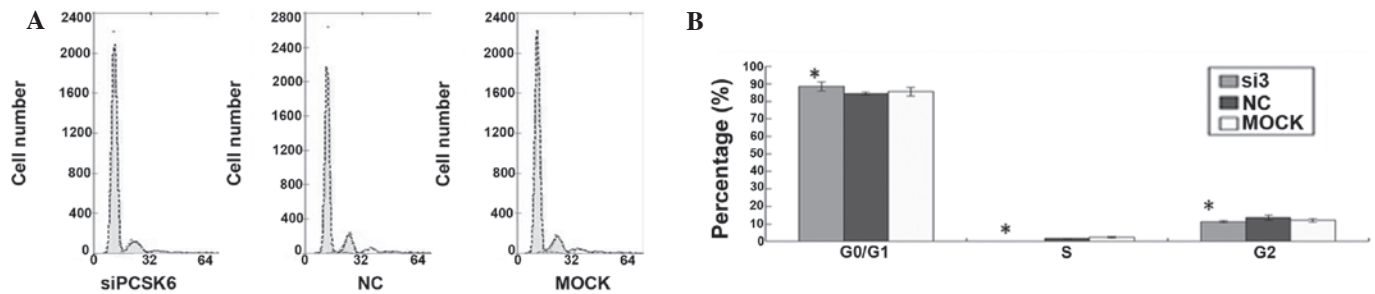 A
Cell number
2400
2000
1600
1200
800
400
0
0 32 64
siPCSK6
Cell number
2800
2400
2000
1600
1200
800
400
0
0 32 64
NC
Cell number
2400
2000
1600
1200
800
400
0
0 32 64
MOCK
B
Percentage (%)
100
90
80
70
60
50
40
30
20
10
0
*
*
*
G0/G1 S G2
si3
NC
MOCK